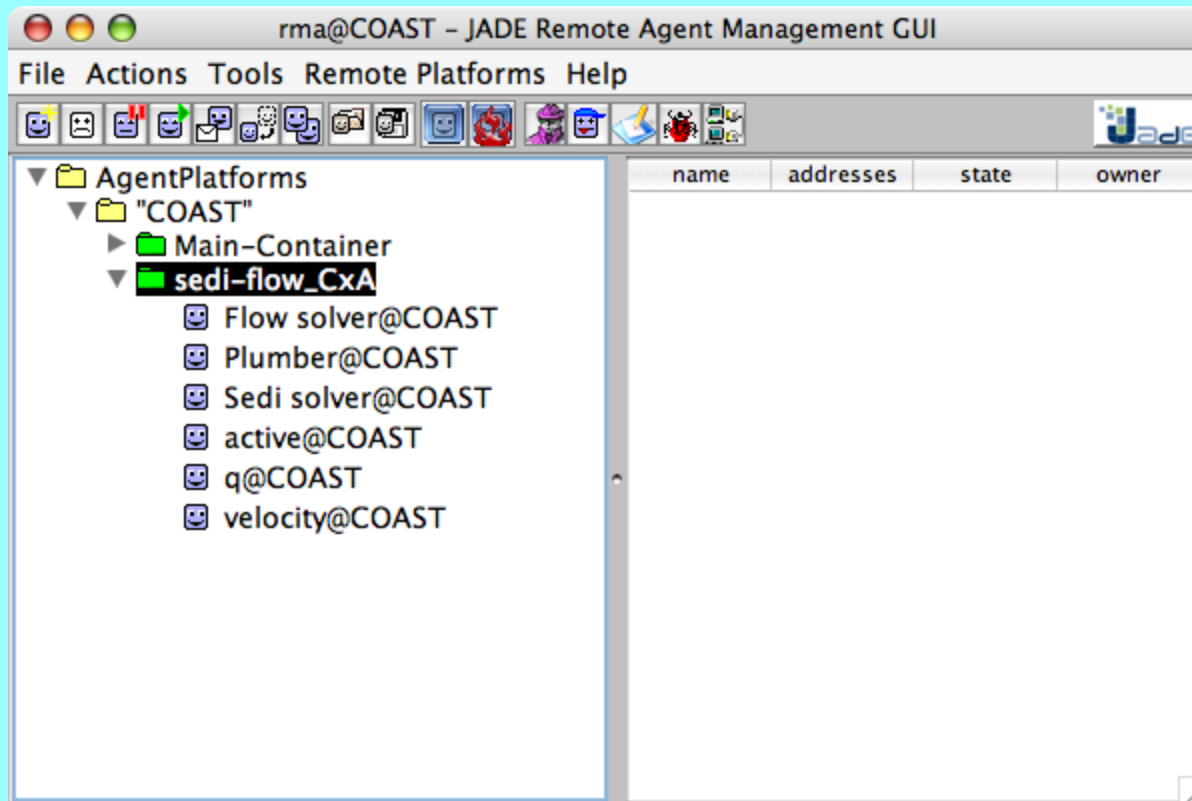 rma@COAST – JADE Remote Agent Management GUI
File Actions Tools Remote Platforms Help
Jade
AgentPlatforms
"COAST"
Main-Container
sedi-flow_CxA
Flow solver@COAST
Plumber@COAST
Sedi solver@COAST
active@COAST
q@COAST
velocity@COAST
name addresses state owner